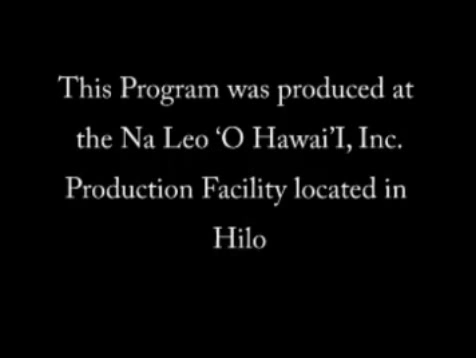 This Program was produced at
the Na Leo ‘O Hawai’I, Inc.
Production Facility located in
Hilo